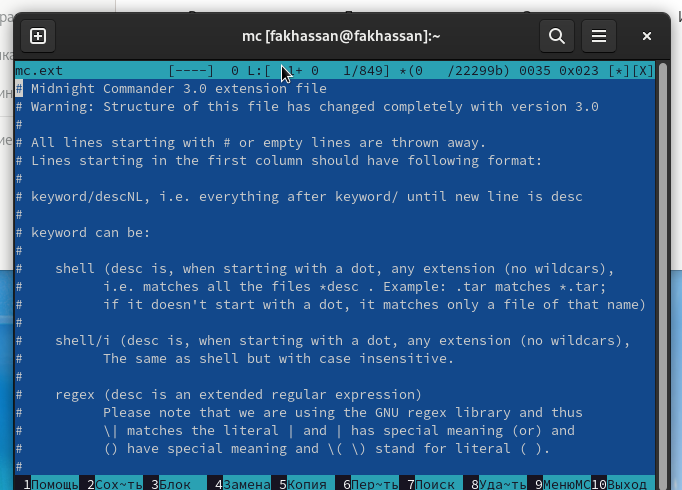 mc [fakhassan@fakhassan]:~
mc.ext [----] 0 L:[ 1+ 0 1/849] *(0 /22299b) 0035 0x023 [*][X]
# Midnight Commander 3.0 extension file
# Warning: Structure of this file has changed completely with version 3.0
#
# All lines starting with # or empty lines are thrown away.
# Lines starting in the first column should have following format:
#
# keyword/descNL, i.e. everything after keyword/ until new line is desc
#
# keyword can be:
#
#    shell (desc is, when starting with a dot, any extension (no wildcars),
#          i.e. matches all the files *desc . Example: .tar matches *.tar;
#          if it doesn't start with a dot, it matches only a file of that name)
#
#    shell/i (desc is, when starting with a dot, any extension (no wildcars),
#          The same as shell but with case insensitive.
#
#    regex (desc is an extended regular expression)
#          Please note that we are using the GNU regex library and thus
#          \| matches the literal | and | has special meaning (or) and
#          () have special meaning and \( \) stand for literal ( ).
#
1Помощь 2Сох~ть 3Блок 4Замена 5Копия 6Пер~ть 7Поиск 8Уда~ть 9МенюMC 10Выход